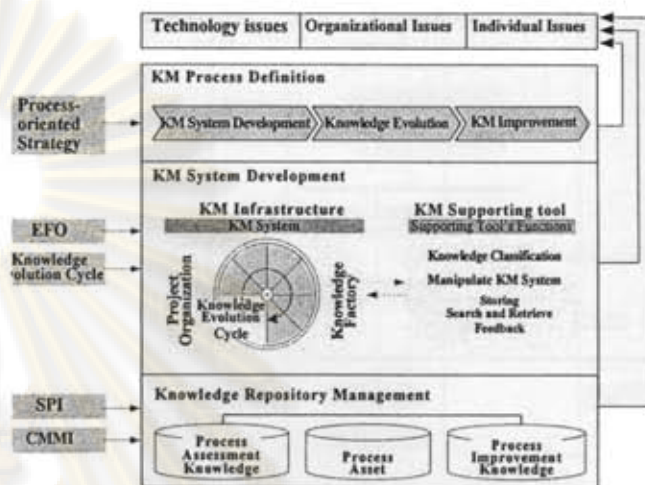 Technology issues
Organizational Issues
Individual Issues
KM Process Definition
Process-
oriented
Strategy
KM System Development
Knowledge Evolution
KM Improvement
KM System Development
KM Infrastructure
KM System
KM Supporting tool
Supporting Tool's Functions
EFO
Knowledge
olution Cycle
Project
Organization
Knowledge
Evolution
Cycle
Knowledge
Factory
Knowledge Classification
Manipulate KM System
Storing
Search and Retrieve
Feedback
Knowledge Repository Management
SPI
CMMI
Process
Assessment
Knowledge
Process
Asset
Process
Improvement
Knowledge